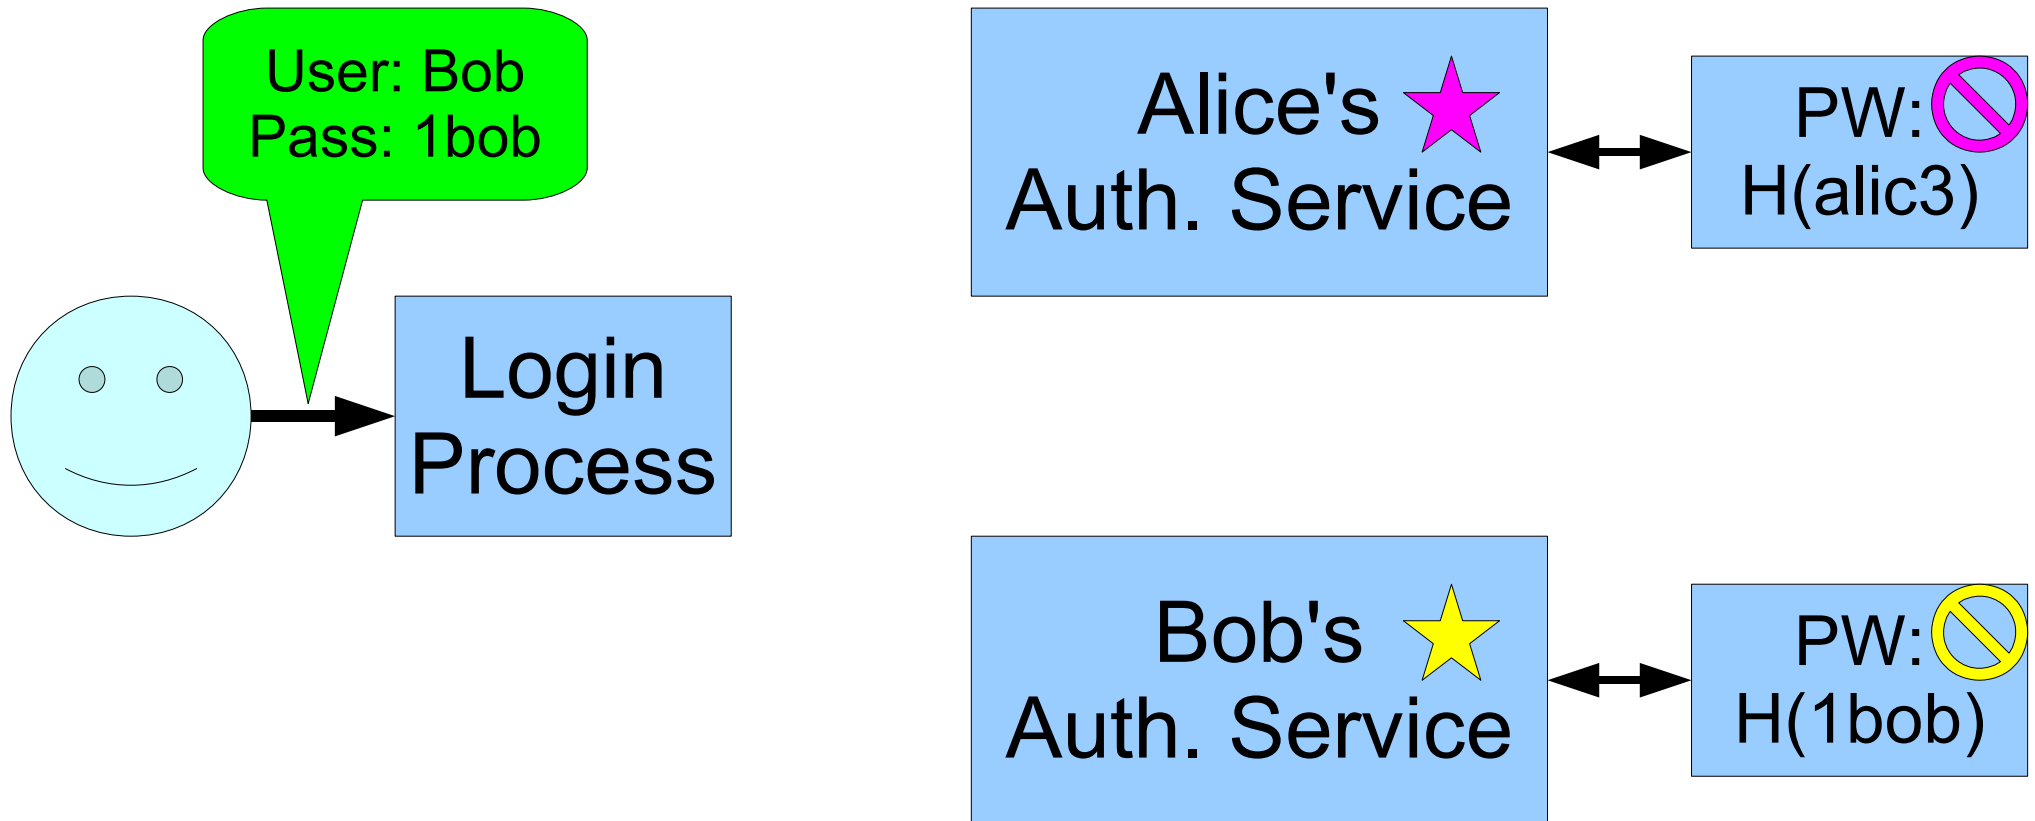 User: Bob
Pass: 1bob
Login
Process
Alice's
Auth. Service
PW:
H(alic3)
Bob's
Auth. Service
PW:
H(1bob)